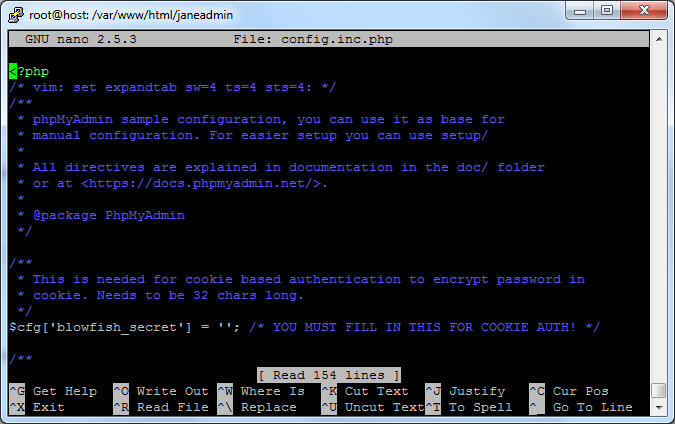 root@host: /var/www/html/janeadmin
GNU nano 2.5.3 File: config.inc.php
<?php
/* vim: set expandtab sw=4 ts=4 sts=4: */
/**
* phpMyAdmin sample configuration, you can use it as base for
* manual configuration. For easier setup you can use setup/
*
* All directives are explained in documentation in the doc/ folder
* or at <https://docs.phpmyadmin.net/>.
*
* @package PhpMyAdmin
*/
/**
* This is needed for cookie based authentication to encrypt password in
* cookie. Needs to be 32 chars long.
*/
$cfg['blowfish_secret'] = ''; /* YOU MUST FILL IN THIS FOR COOKIE AUTH! */
/**
[ Read 154 lines ]
^G Get Help ^O Write Out ^W Where Is ^K Cut Text ^J Justify ^C Cur Pos
^X Exit ^R Read File ^\ Replace ^U Uncut Text ^T To Spell ^_ Go To Line